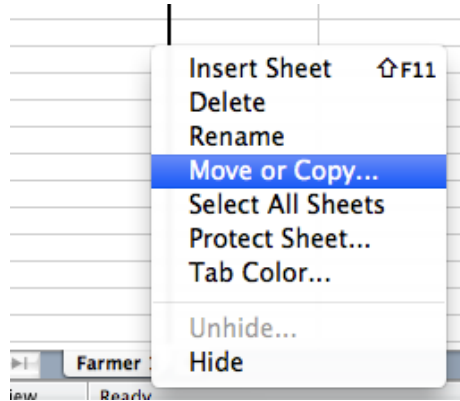 Insert Sheet ⇧F11
Delete
Rename
Move or Copy...
Select All Sheets
Protect Sheet...
Tab Color...
Unhide...
Hide
Farmer
Ready